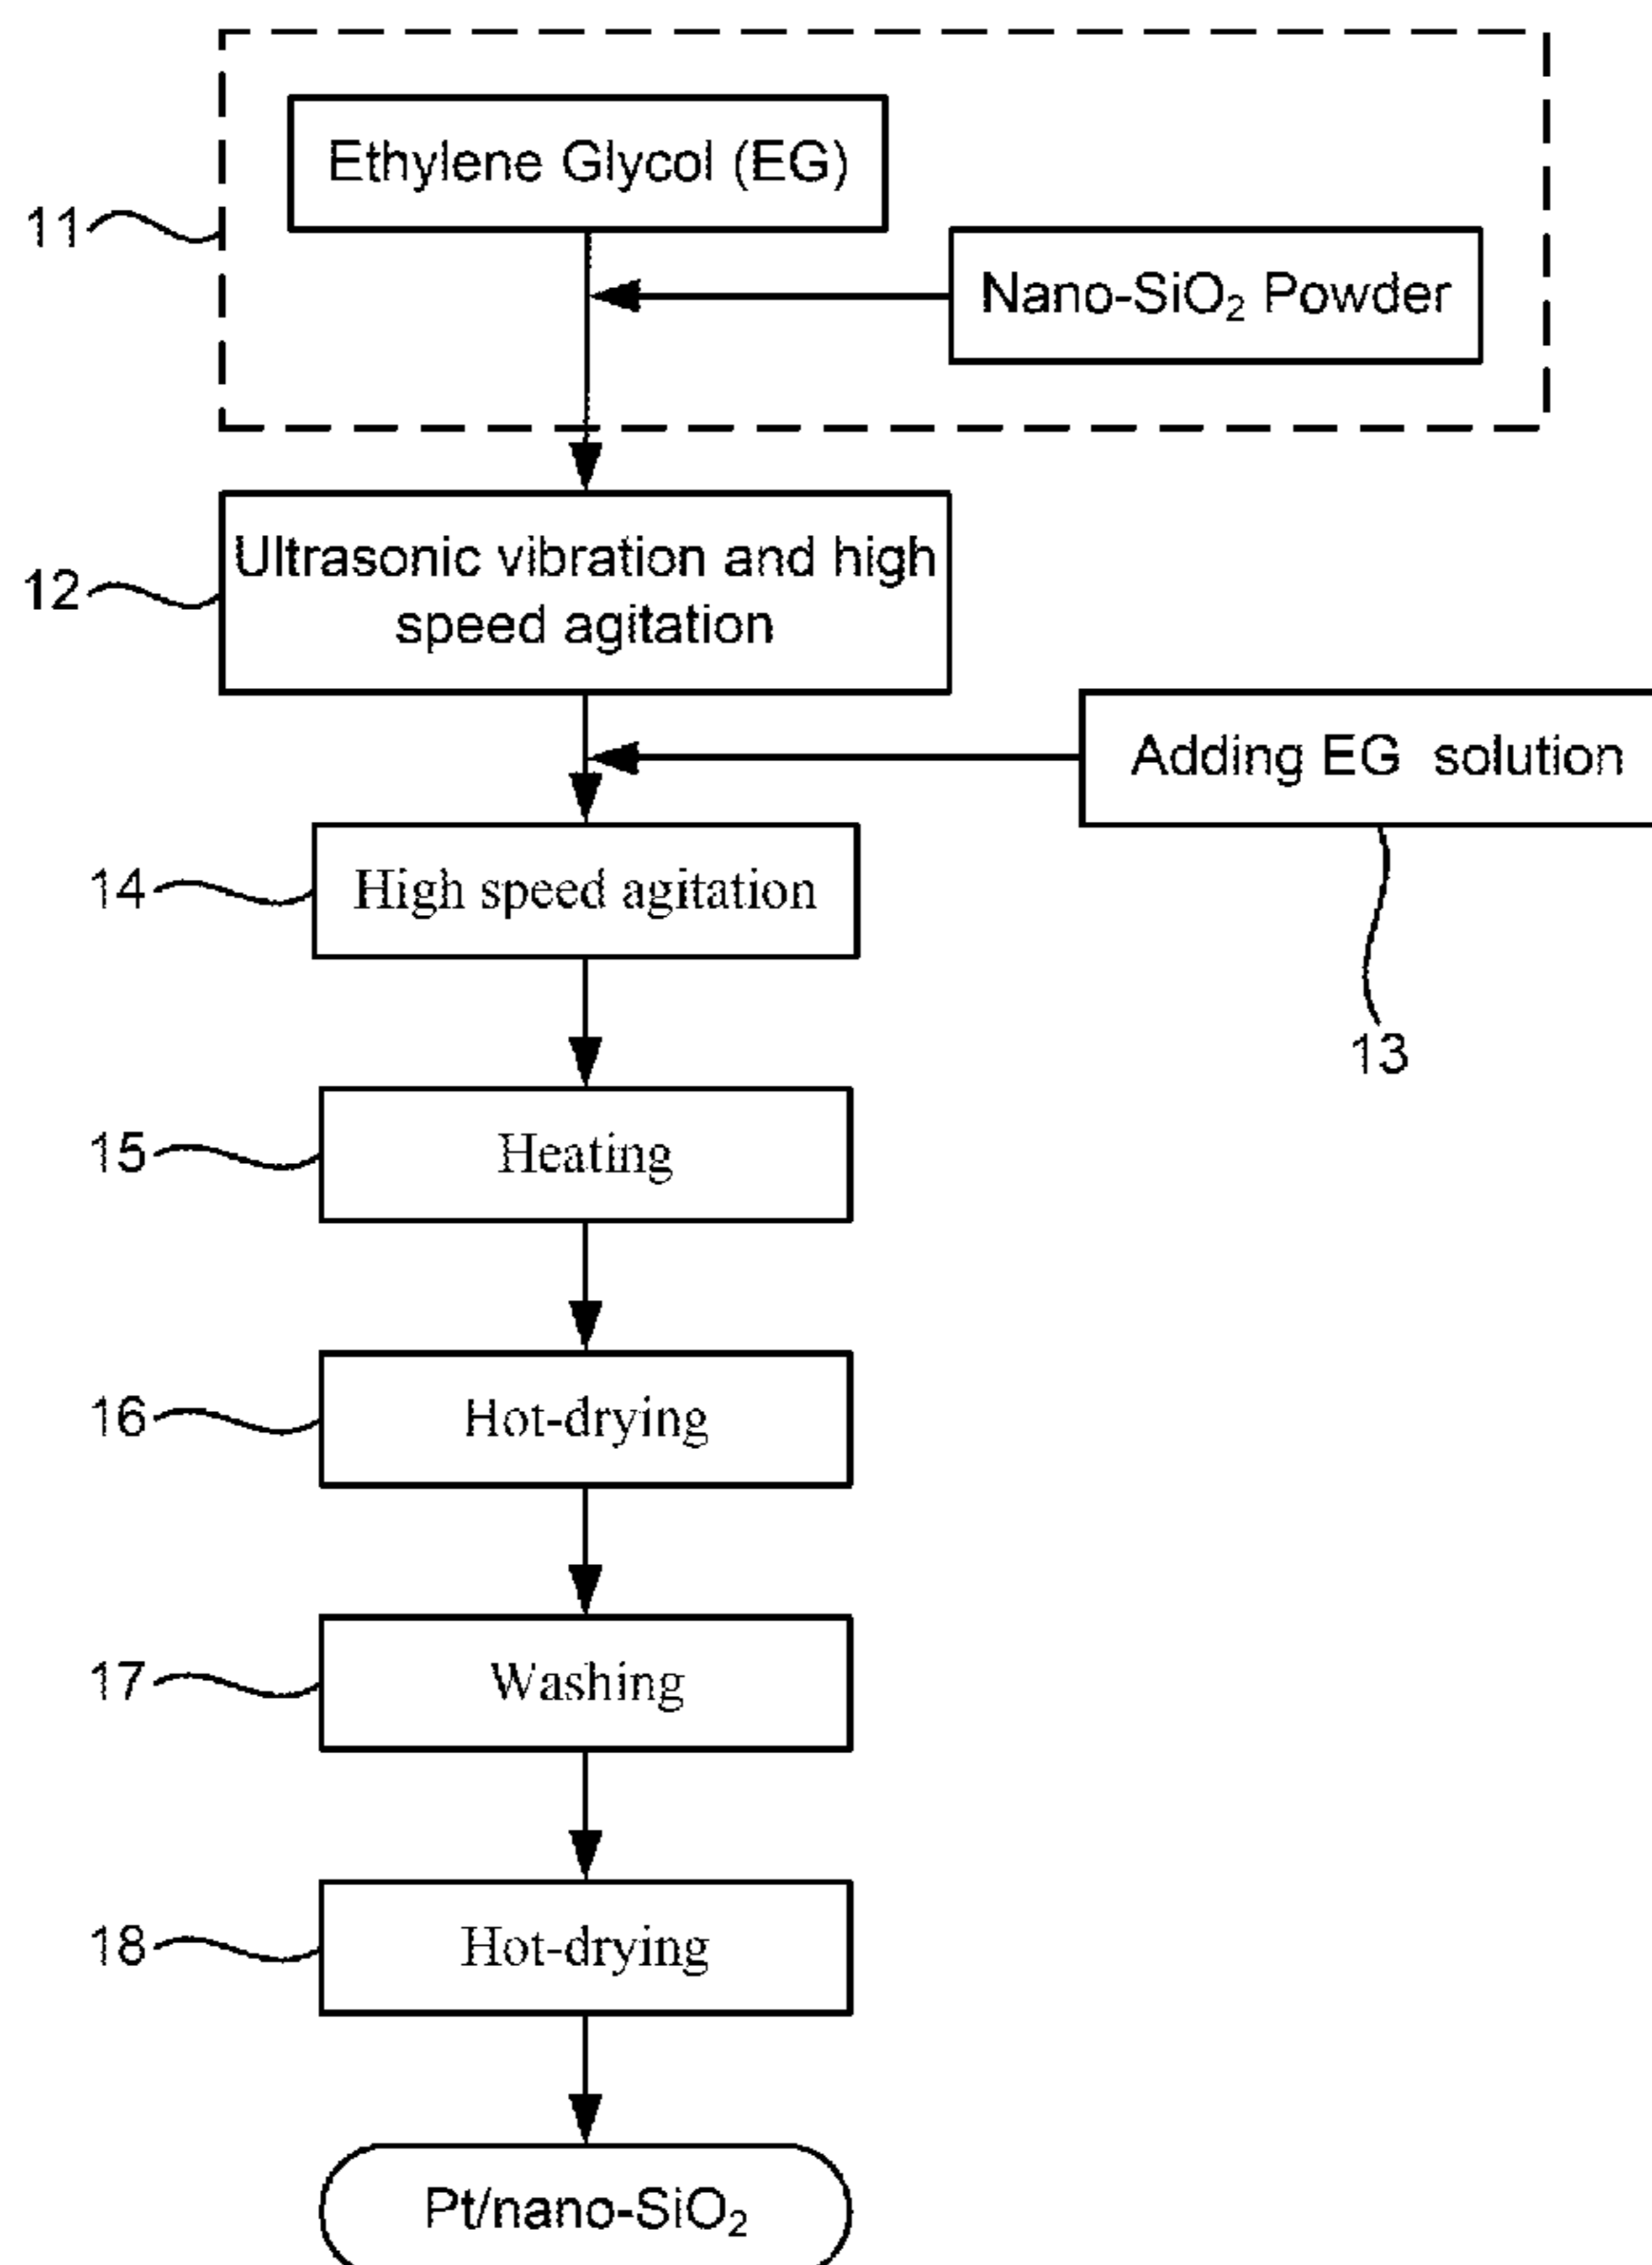 Ethylene Glycol (EG)
11
Nano-SiO₂ Powder
12
Ultrasonic vibration and high
speed agitation
Adding EG solution
13
14
High speed agitation
15
Heating
16
Hot-drying
17
Washing
18
Hot-drying
Pt/nano-SiO₂